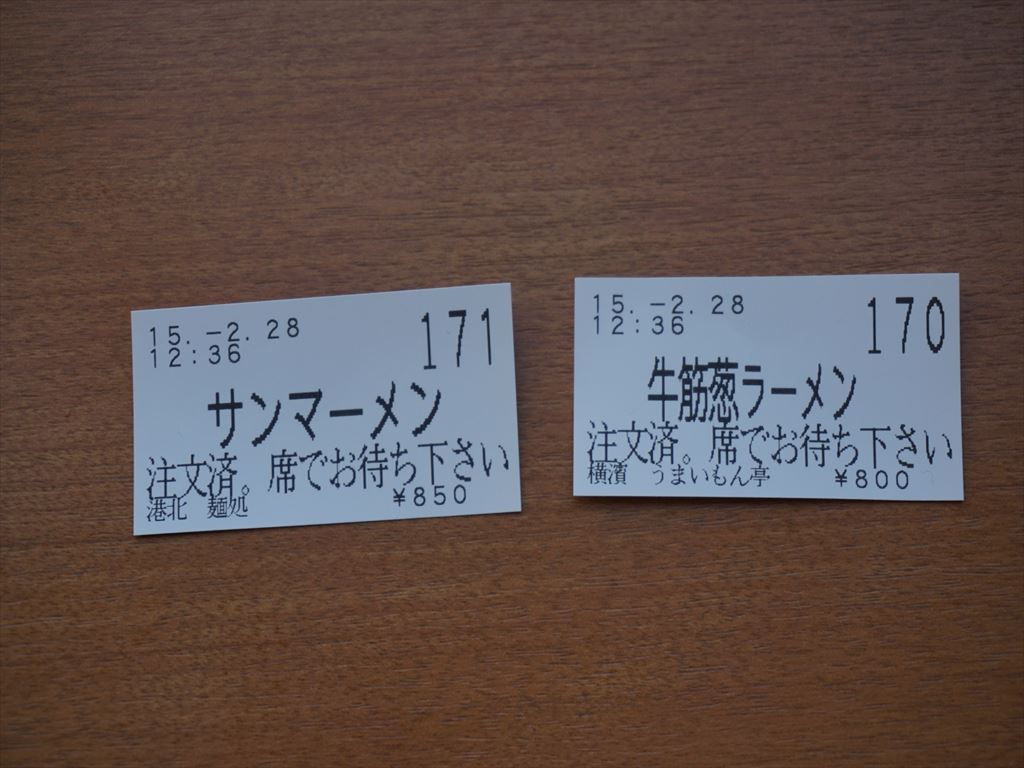 15.-2.28
12:36
171
サンマーメン
注文済。席でお待ち下さい
港北 麺処
¥850
15.-2.28
12:36
170
牛筋葱ラーメン
注文済。席でお待ち下さい
横濱 うまいもん亭
¥800